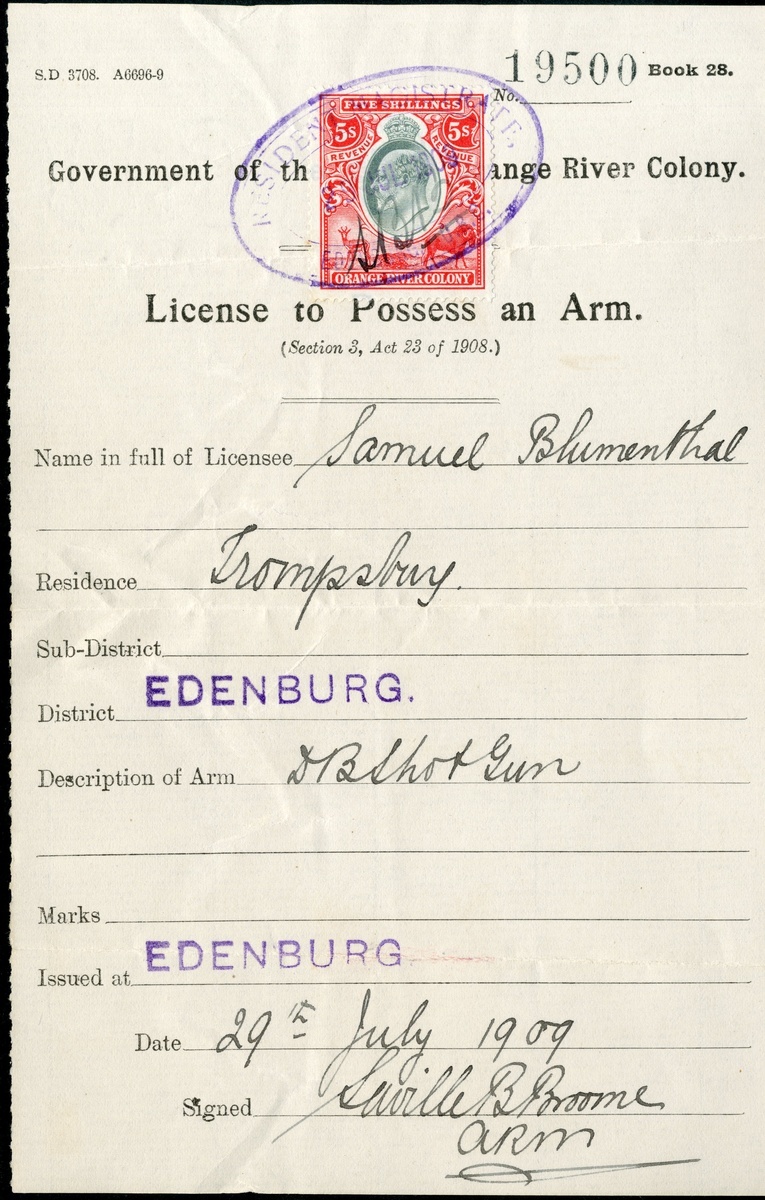 S.D. 3708. A6696-9
19500 Book 28.
No.
RESIDENT MAGISTRATE,
FIVE SHILLINGS
5s 5s
REVENUE REVENUE
Government of th ange River Colony.
ORANGE RIVER COLONY
License to Possess an Arm.
(Section 3, Act 23 of 1908.)
Name in full of Licensee Samuel Blumenthal
Residence Trompsburg.
Sub-District
District EDENBURG.
Description of Arm D B Shot Gun
Marks
Issued at EDENBURG
Date 29th July 1909
Signed Saville B Broome
ARM